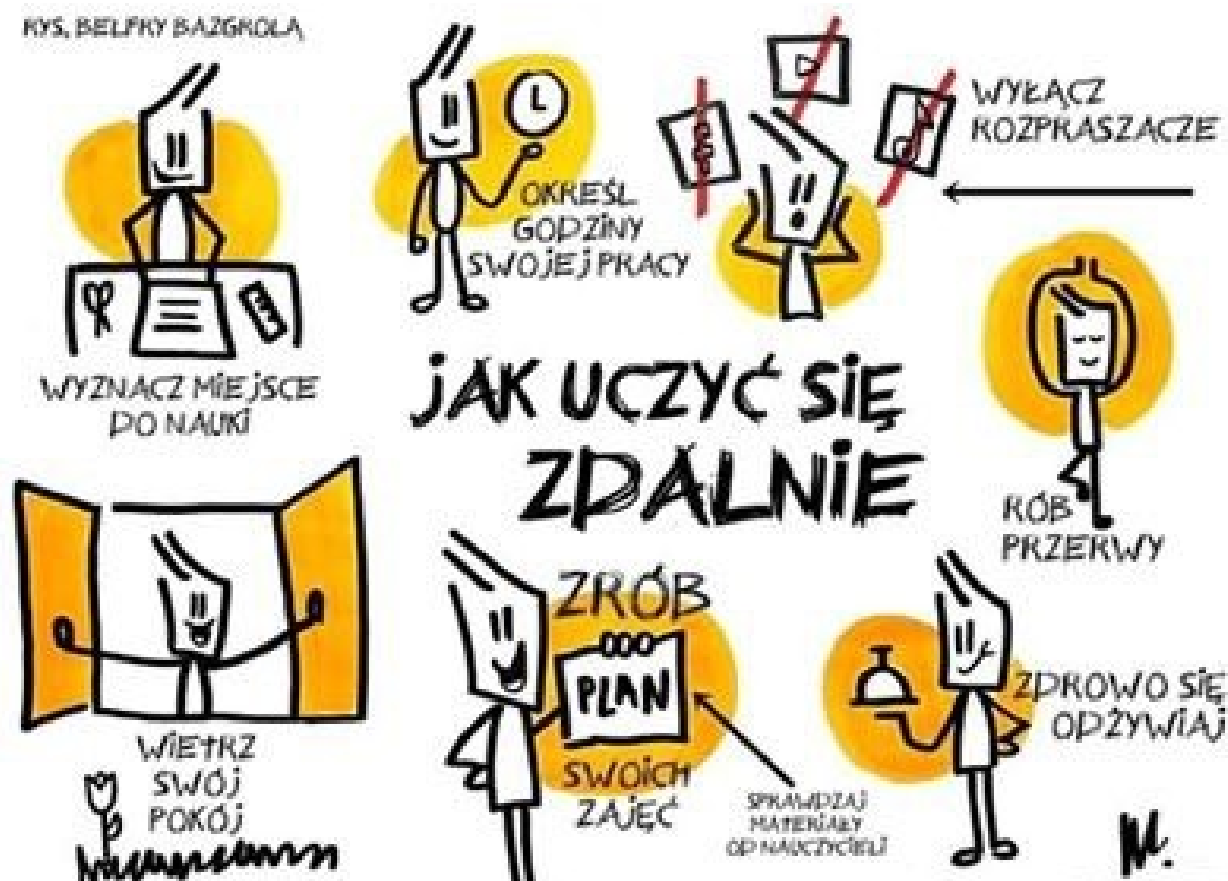 RYS. BELFRY BAZGROLĄ
WYZNACZ MIEJSCE
DO NAUKI
OKREŚL
GODZINY
SWOJEJ PRACY
WYŁĄCZ
ROZPRASZACZE
JAK UCZYĆ SIĘ
ZDALNIE
RÓB
PRZERWY
WIETRZ
SWÓJ
POKÓJ
ZRÓB
PLAN
SWOICH
ZAJĘĆ
SPRAWDZAJ
MATERIAŁY
OD NAUCZYCIELI
ZDROWO SIĘ
ODŻYWIAJ
M.